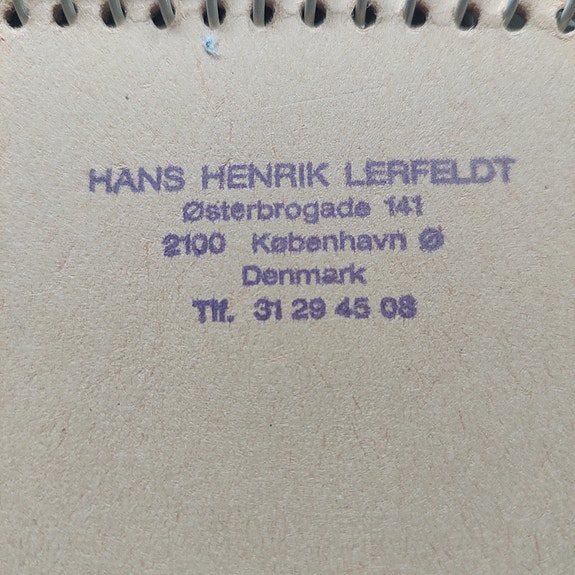 HANS HENRIK LERFELDT
Østerbrogade 141
2100 København Ø
Denmark
Tlf. 31 29 45 08